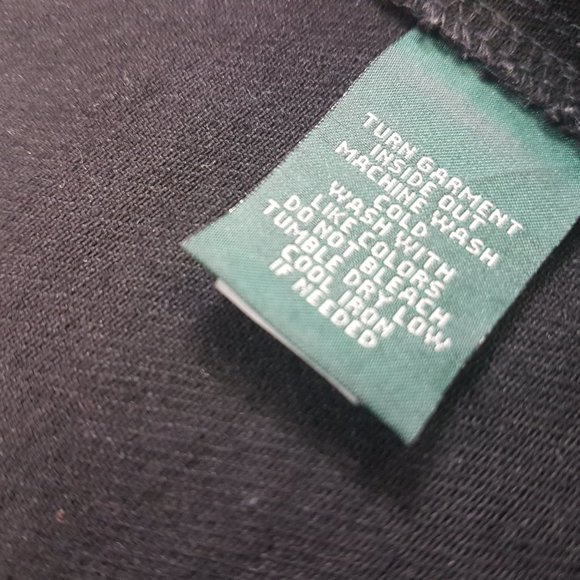 TURN GARMENT
INSIDE OUT
MACHINE WASH
COLD
WASH WITH
LIKE COLORS
DO NOT BLEACH
TUMBLE DRY LOW
COOL IRON
IF NEEDED